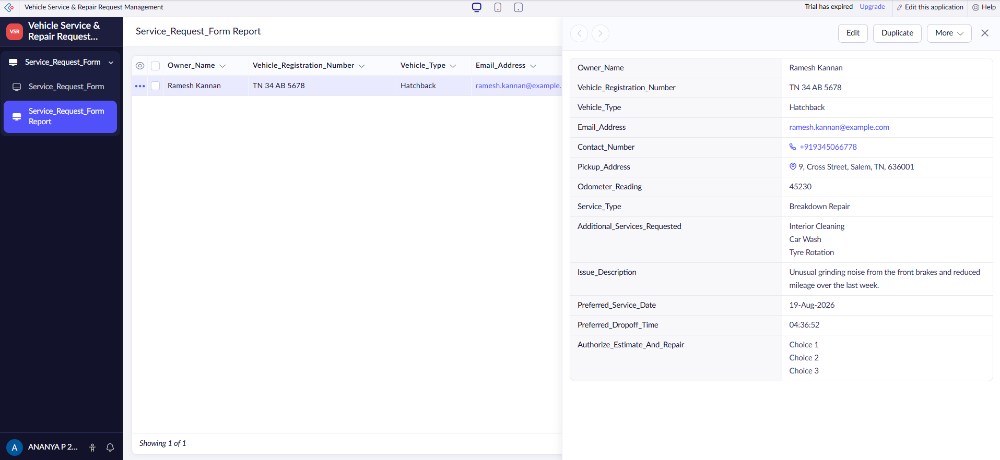 Vehicle Service & Repair Request Management
Trial has expired
Upgrade
Edit this application
Help
VSR
Vehicle Service &
Repair Request...
Service_Request_Form
Service_Request_Form
Service_Request_Form
Report
ANANYA P 2...
A
Service_Request_Form Report
Owner_Name
Vehicle_Registration_Number
Vehicle_Type
Email_Address
Ramesh Kannan
TN 34 AB 5678
Hatchback
ramesh.kannan@example.
Showing 1 of 1
Edit
Duplicate
More
Owner_Name
Ramesh Kannan
Vehicle_Registration_Number
TN 34 AB 5678
Vehicle_Type
Hatchback
Email_Address
ramesh.kannan@example.com
Contact_Number
+919345066778
Pickup_Address
9, Cross Street, Salem, TN, 636001
Odometer_Reading
45230
Service_Type
Breakdown Repair
Additional_Services_Requested
Interior Cleaning
Car Wash
Tyre Rotation
Issue_Description
Unusual grinding noise from the front brakes and reduced
mileage over the last week.
Preferred_Service_Date
19-Aug-2026
Preferred_Dropoff_Time
04:36:52
Authorize_Estimate_And_Repair
Choice 1
Choice 2
Choice 3